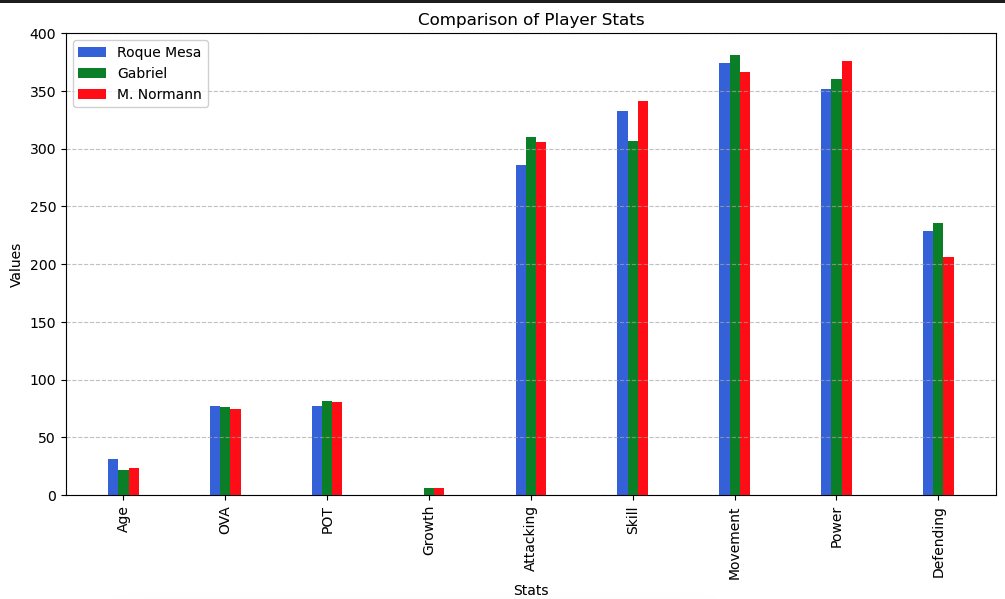 Comparison of Player Stats
Roque Mesa
Gabriel
M. Normann
400
350
300
250
200
150
100
50
0
Values
Age
OVA
POT
Growth
Attacking
Skill
Movement
Power
Defending
Stats